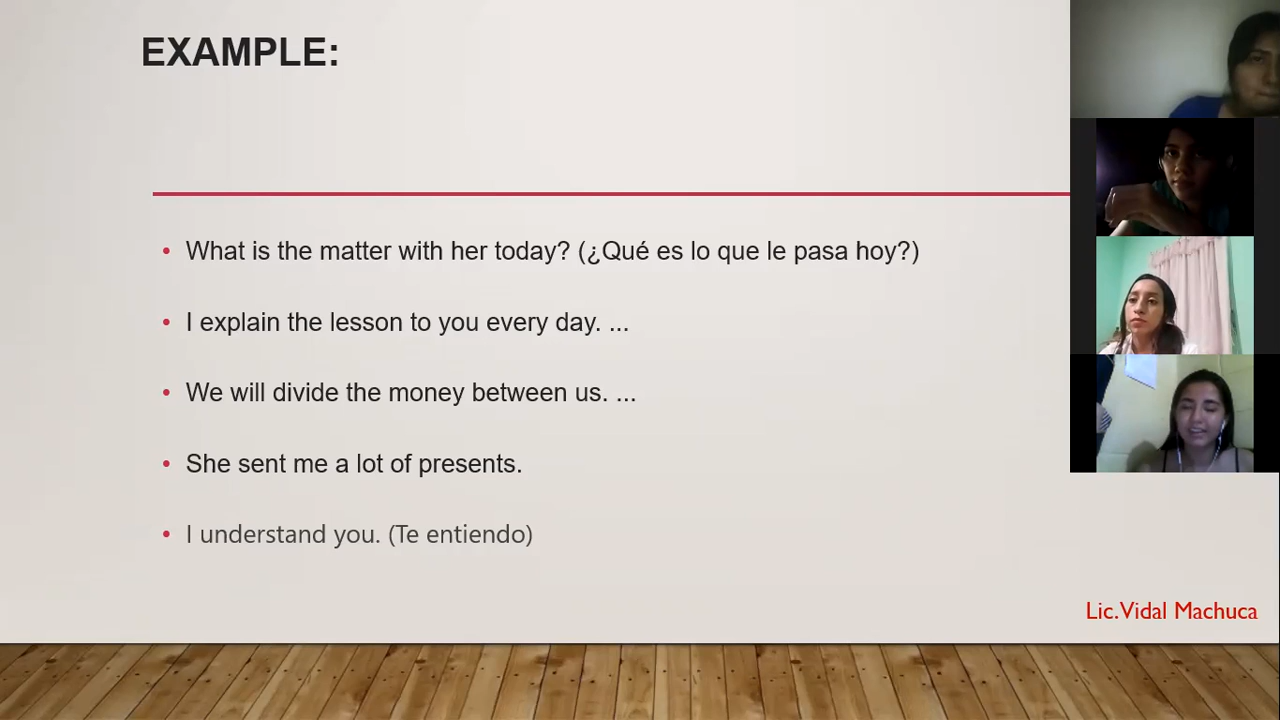 EXAMPLE:
What is the matter with her today? (¿Qué es lo que le pasa hoy?)
I explain the lesson to you every day. ...
We will divide the money between us. ...
She sent me a lot of presents.
I understand you. (Te entiendo)
Lic.Vidal Machuca